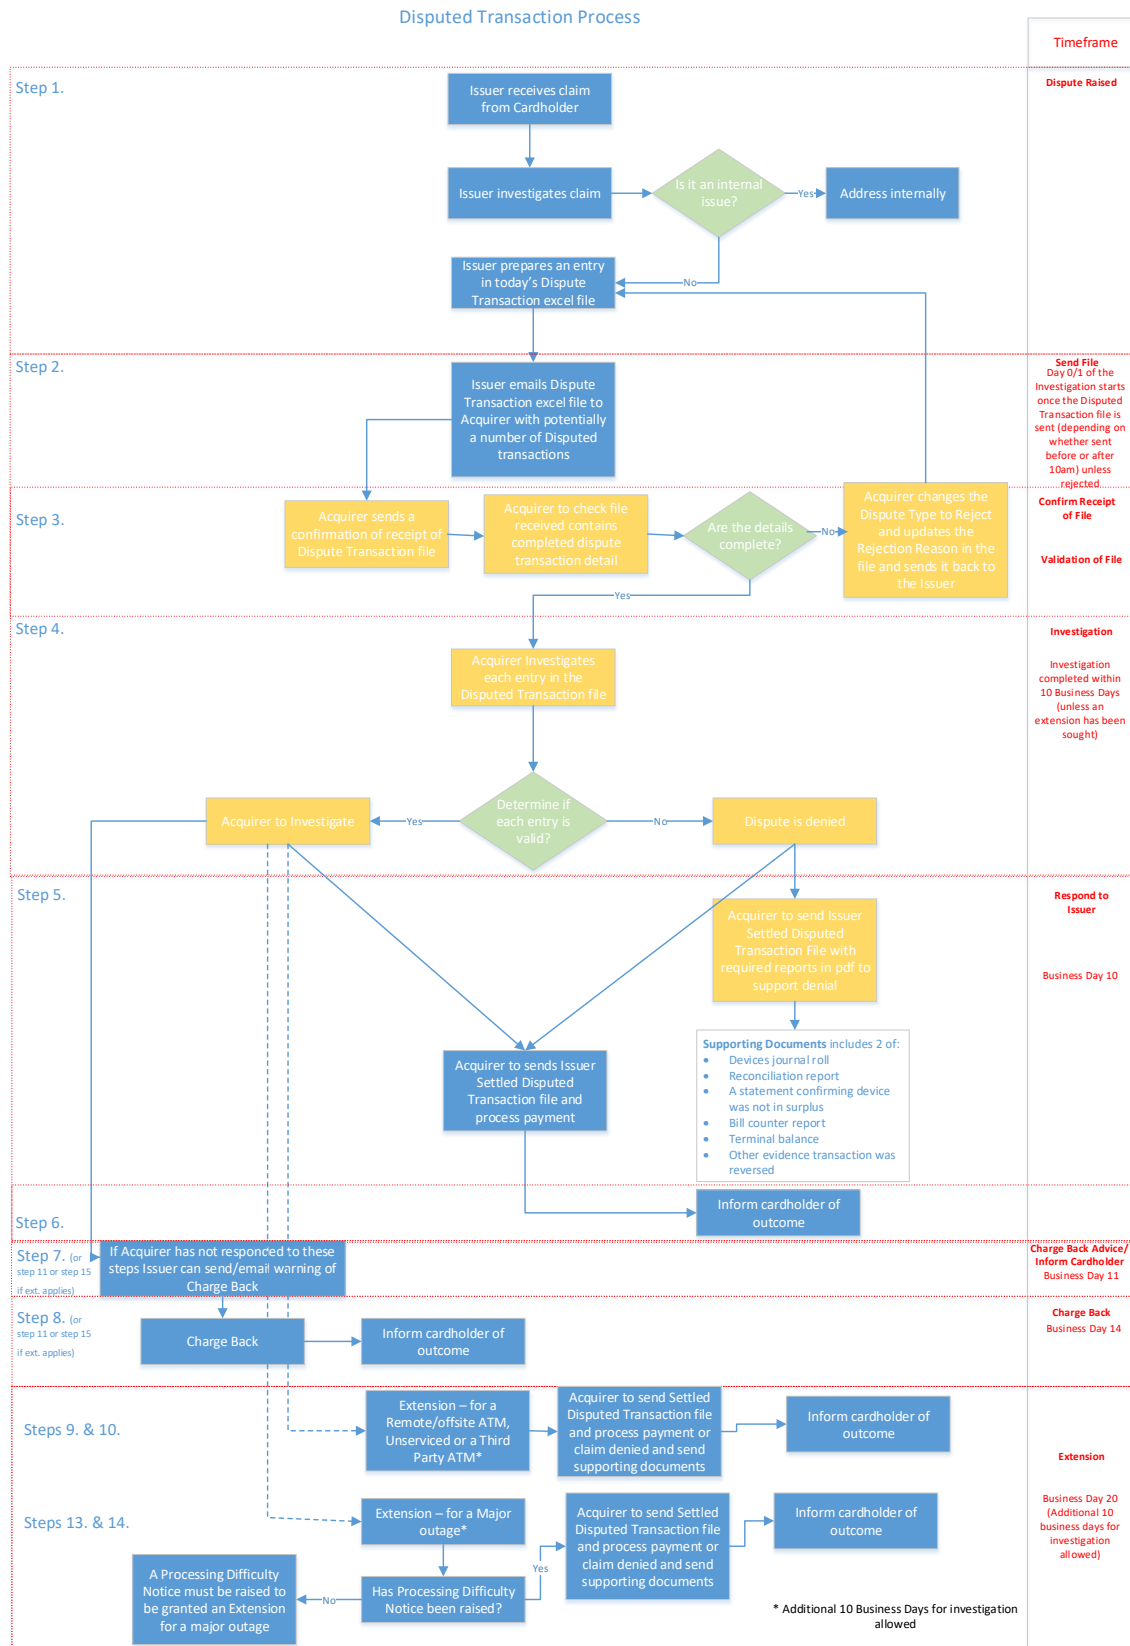 Disputed Transaction Process
Timeframe
Step 1.
Dispute Raised
Issuer receives claim
from Cardholder
Issuer investigates claim
Is it an internal
issue?
Yes
Address internally
No
Issuer prepares an entry
in today's Dispute
Transaction excel file
Step 2.
Issuer emails Dispute
Transaction excel file to
Acquirer with potentially
a number of Disputed
transactions
Send File
Day 0/1 of the
Investigation starts
once the Disputed
Transaction file is
sent (depending on
whether sent
before or after
10am) unless
rejected
Step 3.
Acquirer sends a
confirmation of receipt of
Dispute Transaction file
Acquirer to check file
received contains
completed dispute
transaction detail
Are the details
complete?
No
Acquirer changes the
Dispute Type to Reject
and updates the
Rejection Reason in the
file and sends it back to
the Issuer
Confirm Receipt
of File
Validation of File
Yes
Step 4.
Acquirer Investigates
each entry in the
Disputed Transaction file
Investigation
Investigation
completed within
10 Business Days
(unless an
extension has been
sought)
Acquirer to Investigate
Yes
Determine if
each entry is
valid?
No
Dispute is denied
Step 5.
Acquirer to send Issuer
Settled Disputed
Transaction File with
required reports in pdf to
support denial
Respond to
Issuer
Business Day 10
Acquirer to sends Issuer
Settled Disputed
Transaction file and
process payment
Supporting Documents includes 2 of:
• Devices journal roll
• Reconciliation report
• A statement confirming device
was not in surplus
• Bill counter report
• Terminal balance
• Other evidence transaction was
reversed
Step 6.
Inform cardholder of
outcome
Step 7. (or
step 11 or step 15
if ext. applies)
If Acquirer has not responded to these
steps Issuer can send/email warning of
Charge Back
Charge Back Advice/
Inform Cardholder
Business Day 11
Step 8. (or
step 11 or step 15
if ext. applies)
Charge Back
Inform cardholder of
outcome
Charge Back
Business Day 14
Steps 9. & 10.
Extension – for a
Remote/offsite ATM,
Unserviced or a Third
Party ATM*
Acquirer to send Settled
Disputed Transaction file
and process payment or
claim denied and send
supporting documents
Inform cardholder of
outcome
Extension
Business Day 20
(Additional 10
business days for
investigation
allowed)
Steps 13. & 14.
Extension – for a Major
outage*
Acquirer to send Settled
Disputed Transaction file
and process payment or
claim denied and send
supporting documents
Inform cardholder of
outcome
A Processing Difficulty
Notice must be raised to
be granted an Extension
for a major outage
No
Has Processing Difficulty
Notice been raised?
Yes
* Additional 10 Business Days for investigation
allowed